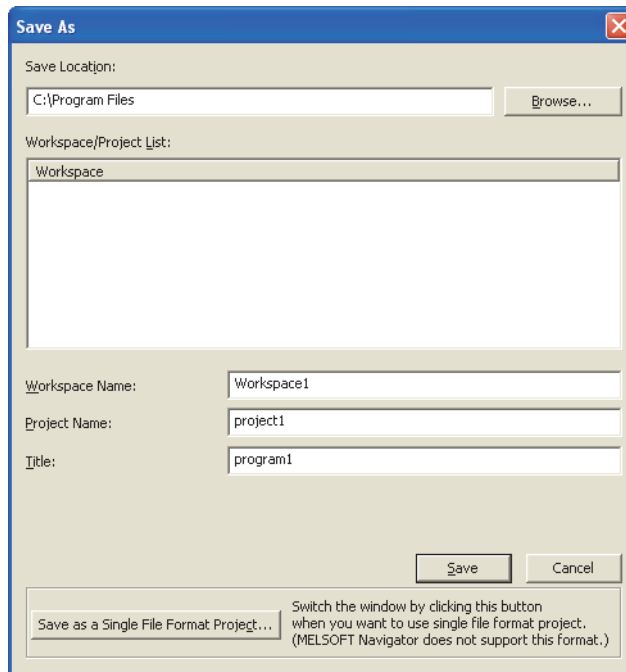 Save As
Save Location:
C:\Program Files
Browse...
Workspace/Project List:
Workspace
Workspace Name:
Workspace1
Project Name:
project1
Title:
program1
Save
Cancel
Save as a Single File Format Project...
Switch the window by clicking this button
when you want to use single file format project.
(MELSOFT Navigator does not support this format.)